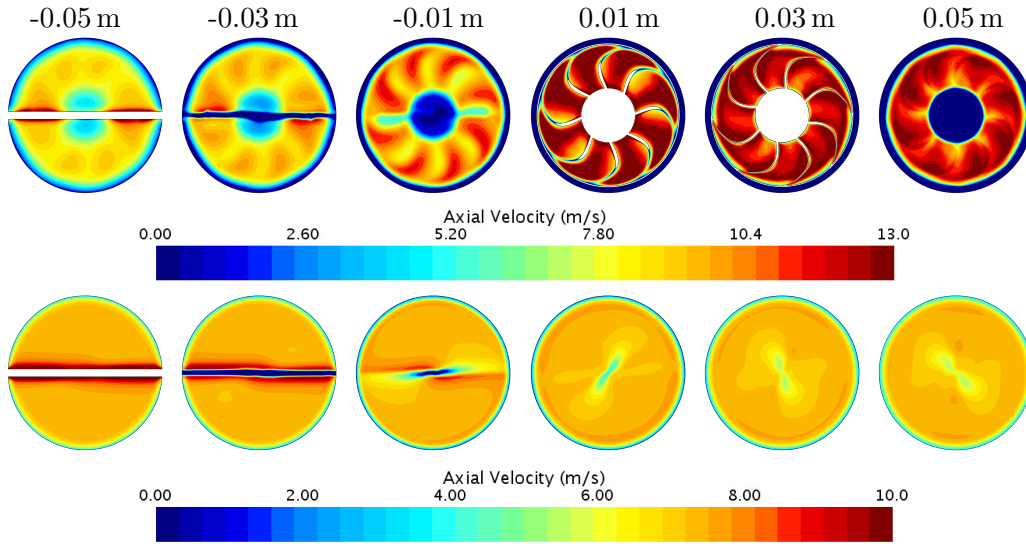 -0.05 m -0.03 m -0.01 m 0.01 m 0.03 m 0.05 m
Axial Velocity (m/s)
0.00 2.60 5.20 7.80 10.4 13.0
Axial Velocity (m/s)
0.00 2.00 4.00 6.00 8.00 10.0